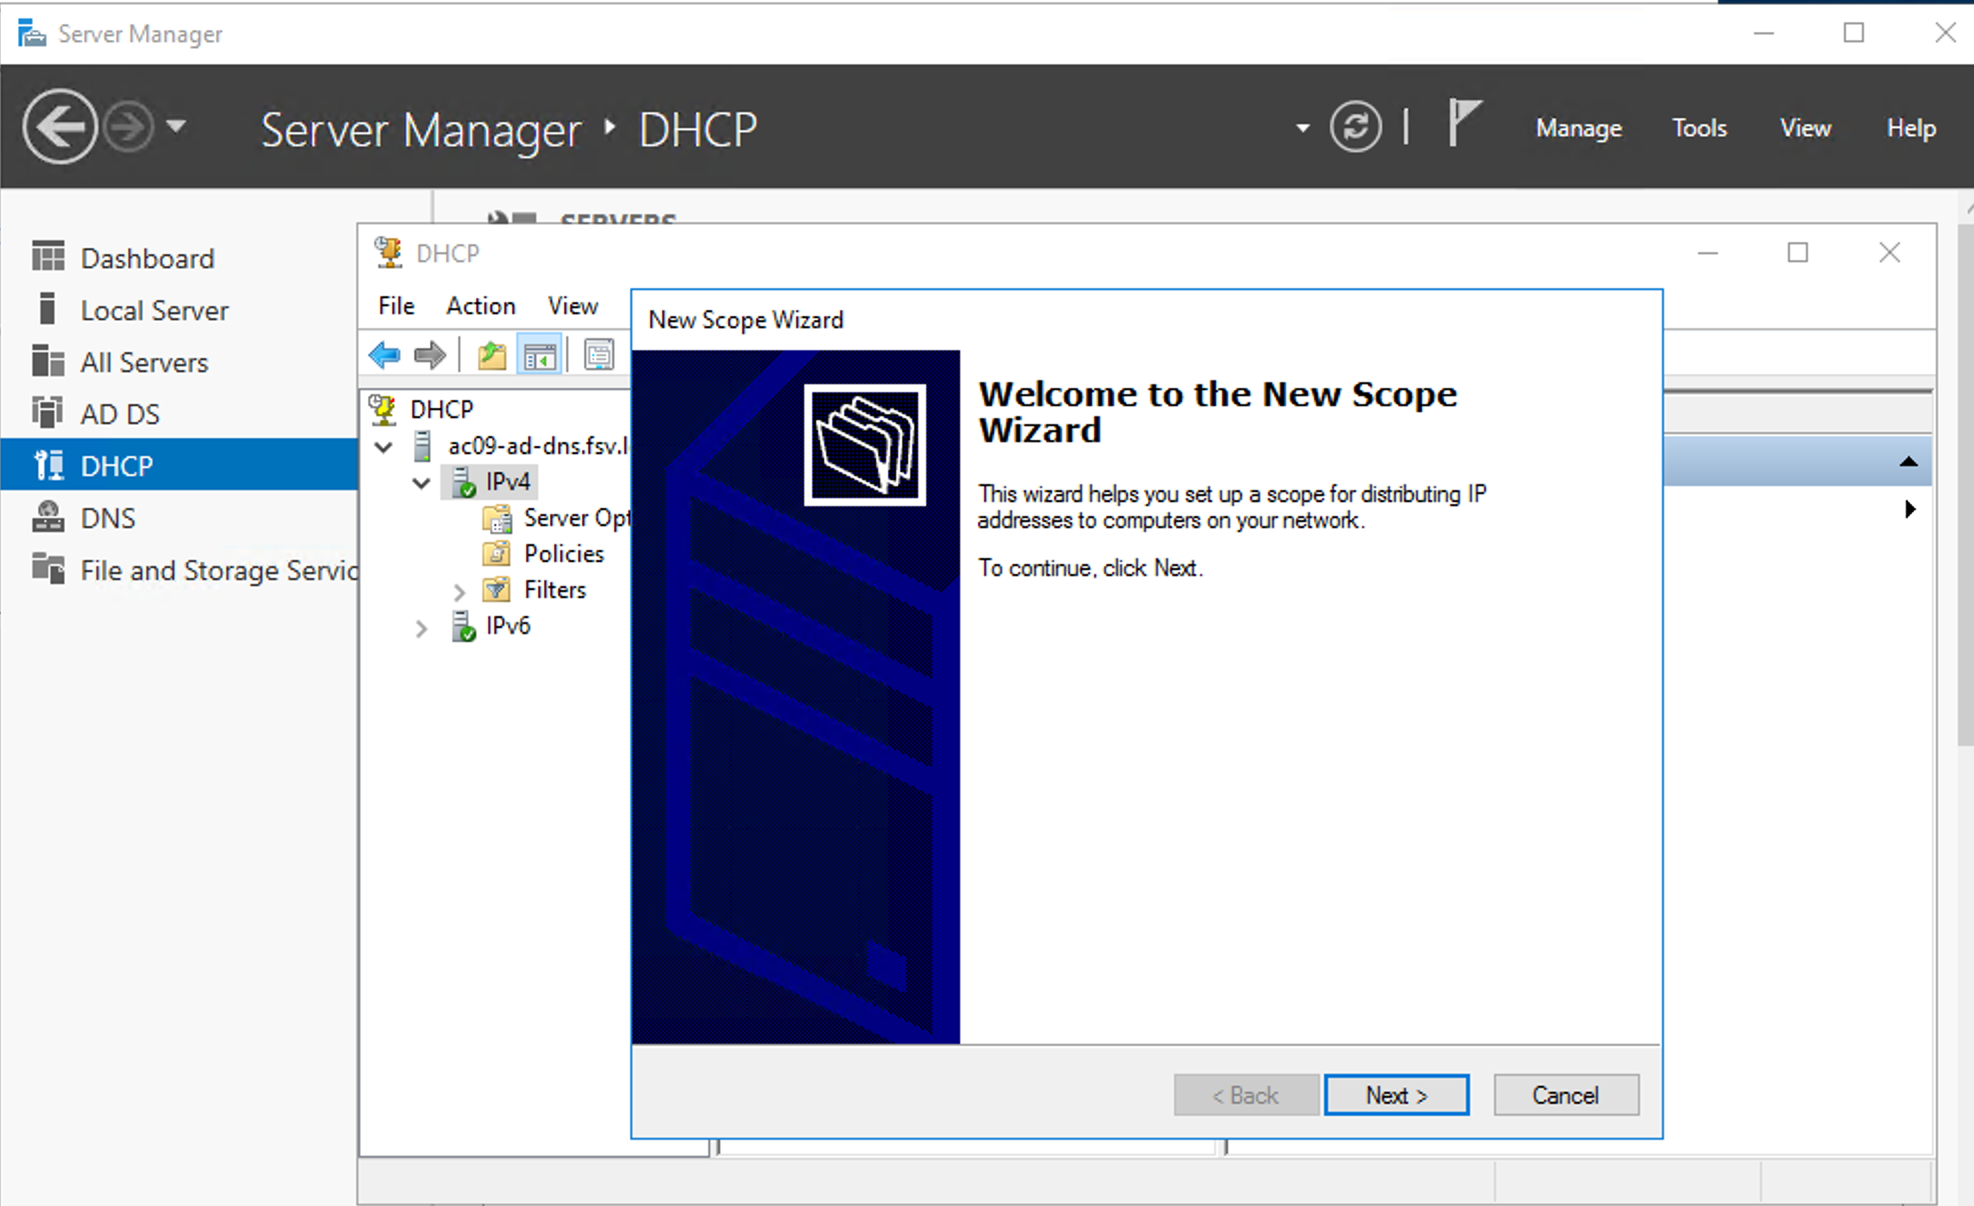 Server Manager
Server Manager DHCP
Manage Tools View Help
Dashboard
Local Server
All Servers
AD DS
DHCP
DNS
File and Storage
SERVERS
DHCP
File Action View
DHCP
ac09-ad-dns.fsv.l
IPv4
Server
Policies
Filters
IPv6
New Scope Wizard
Welcome to the New Scope
Wizard
This wizard helps you set up a scope for distributing IP
addresses to computers on your network.
To continue, click Next.
< Back Next > Cancel